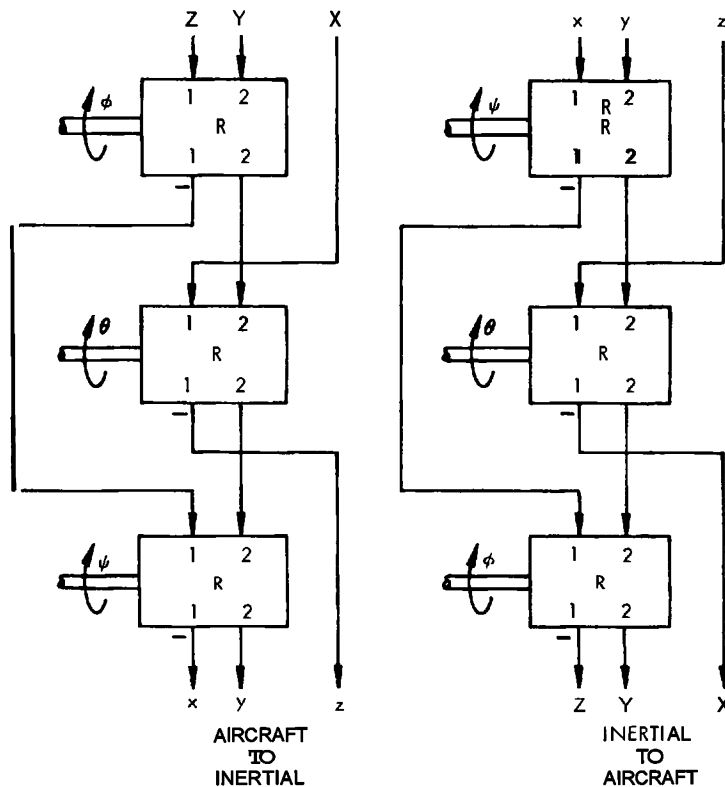 Z Y X
1 2
φ
R
1 2
−
1 2
θ
R
1 2
−
1 2
ψ
R
1 2
−
x y z
AIRCRAFT
TO
INERTIAL
x y z
1 2
ψ
R
R
1 2
−
1 2
θ
R
1 2
−
1 2
φ
R
1 2
−
Z Y X
INERTIAL
TO
AIRCRAFT